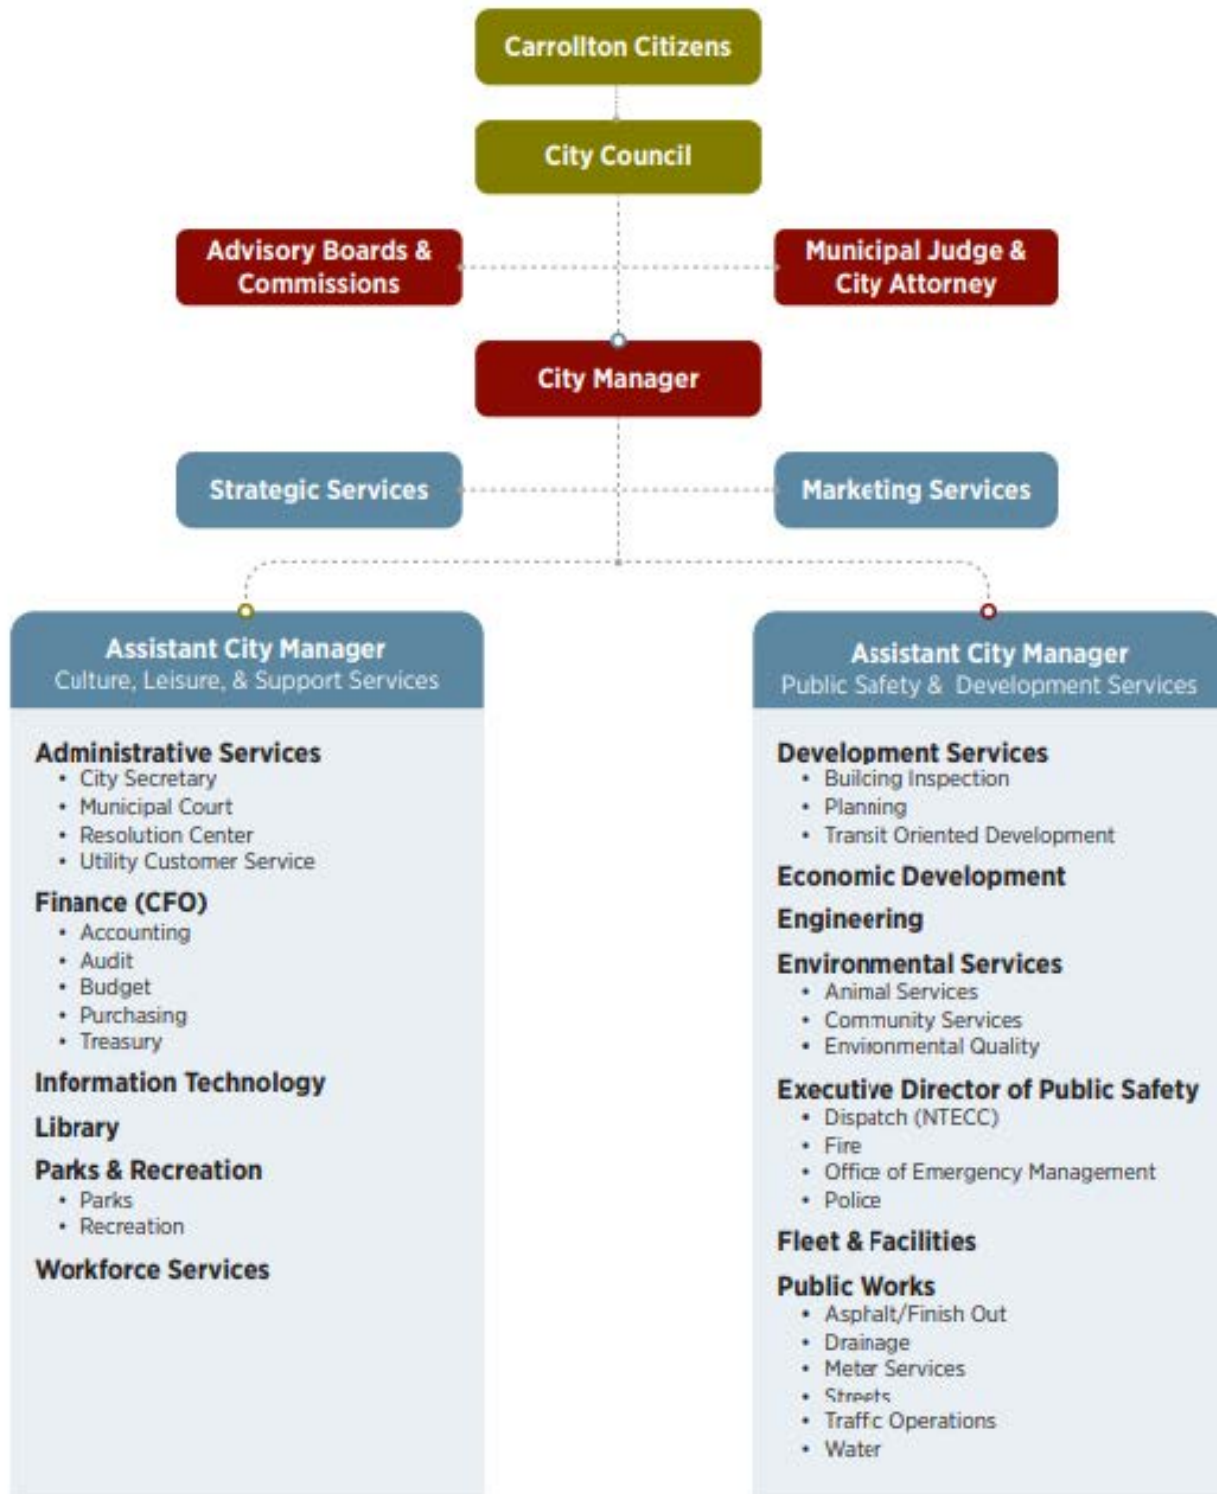 Carrollton Citizens
City Council
Advisory Boards &
Commissions
Municipal Judge &
City Attorney
City Manager
Strategic Services
Marketing Services
Assistant City Manager
Culture, Leisure, & Support Services
Administrative Services
• City Secretary
• Municipal Court
• Resolution Center
• Utility Customer Service
Finance (CFO)
• Accounting
• Audit
• Budget
• Purchasing
• Treasury
Information Technology
Library
Parks & Recreation
• Parks
• Recreation
Workforce Services
Assistant City Manager
Public Safety & Development Services
Development Services
• Building Inspection
• Planning
• Transit Oriented Development
Economic Development
Engineering
Environmental Services
• Animal Services
• Community Services
• Environmental Quality
Executive Director of Public Safety
• Dispatch (NTECC)
• Fire
• Office of Emergency Management
• Police
Fleet & Facilities
Public Works
• Asphalt/Finish Out
• Drainage
• Meter Services
• Streets
• Traffic Operations
• Water